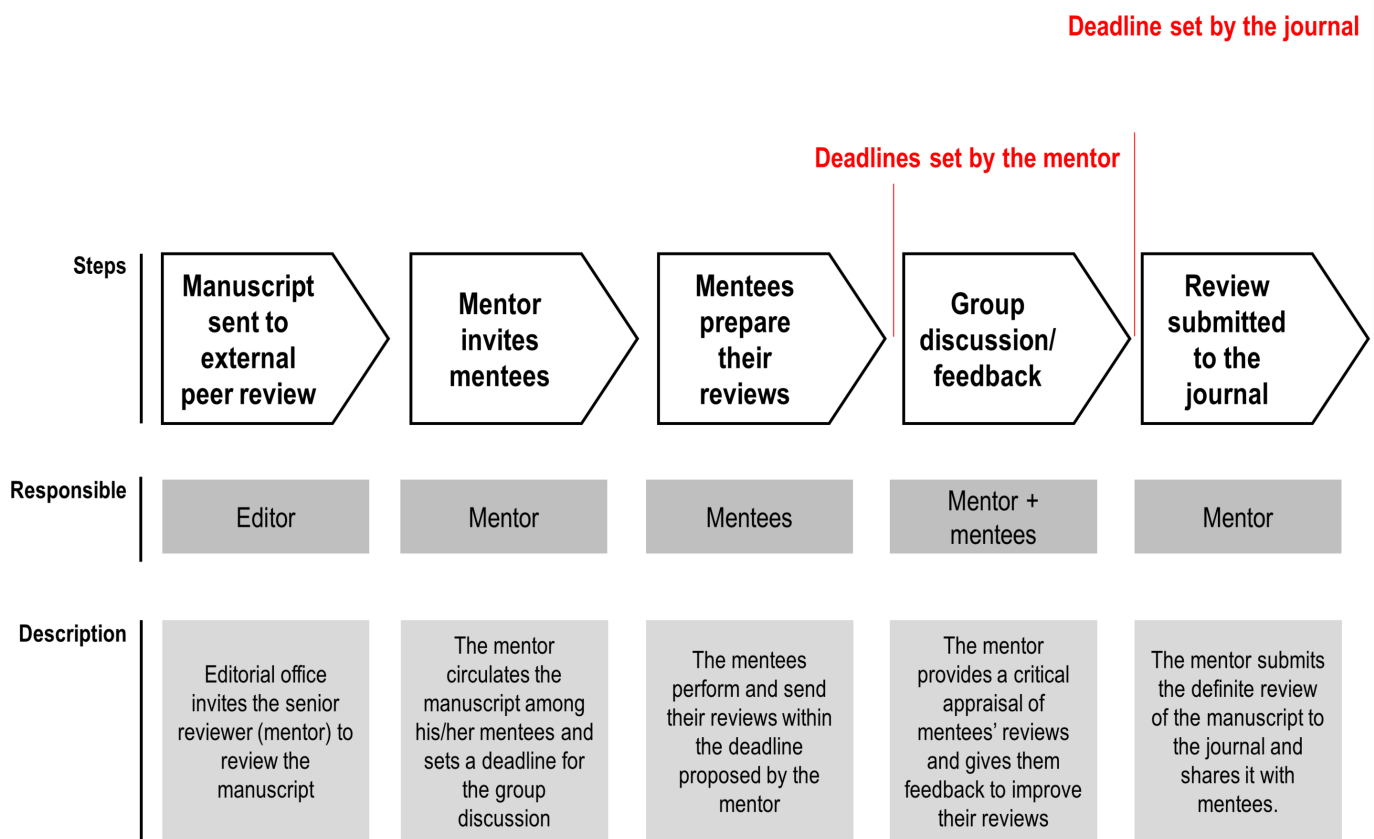 Deadline set by the journal
Deadlines set by the mentor
Steps
Manuscript
sent to
external
peer review
Mentor
invites
mentees
Mentees
prepare
their
reviews
Group
discussion/
feedback
Review
submitted
to the
journal
Responsible
Editor
Mentor
Mentees
Mentor +
mentees
Mentor
Description
Editorial office
invites the senior
reviewer (mentor) to
review the
manuscript
The mentor
circulates the
manuscript among
his/her mentees and
sets a deadline for
the group
discussion
The mentees
perform and send
their reviews within
the deadline
proposed by the
mentor
The mentor
provides a critical
appraisal of
mentees’ reviews
and gives them
feedback to improve
their reviews
The mentor submits
the definite review
of the manuscript to
the journal and
shares it with
mentees.